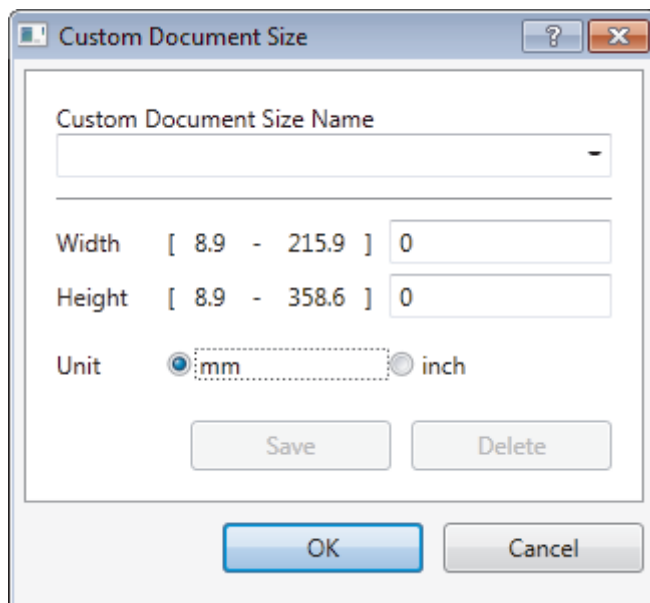 Custom Document Size
Custom Document Size Name
Width [ 8.9 - 215.9 ] 0
Height [ 8.9 - 358.6 ] 0
Unit mm inch
Save Delete
OK Cancel